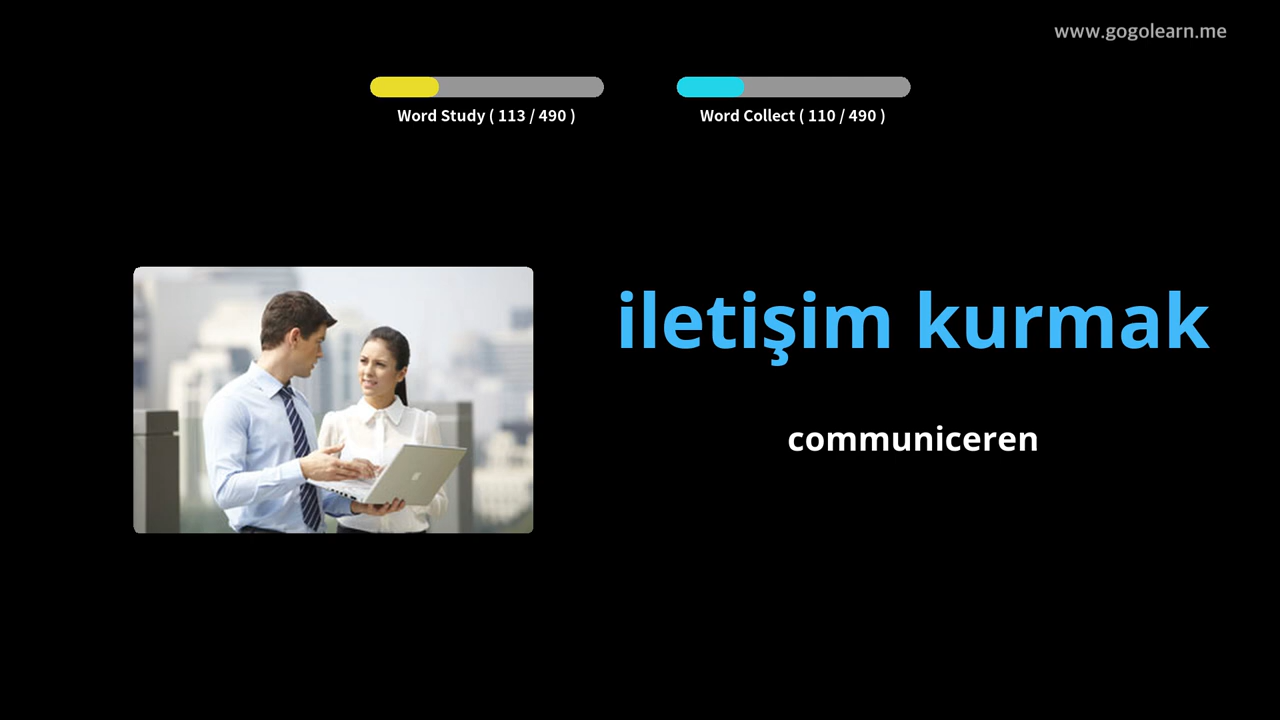 www.gogolearn.me
Word Study ( 113 / 490 )
Word Collect ( 110 / 490 )
iletişim kurmak
communiceren